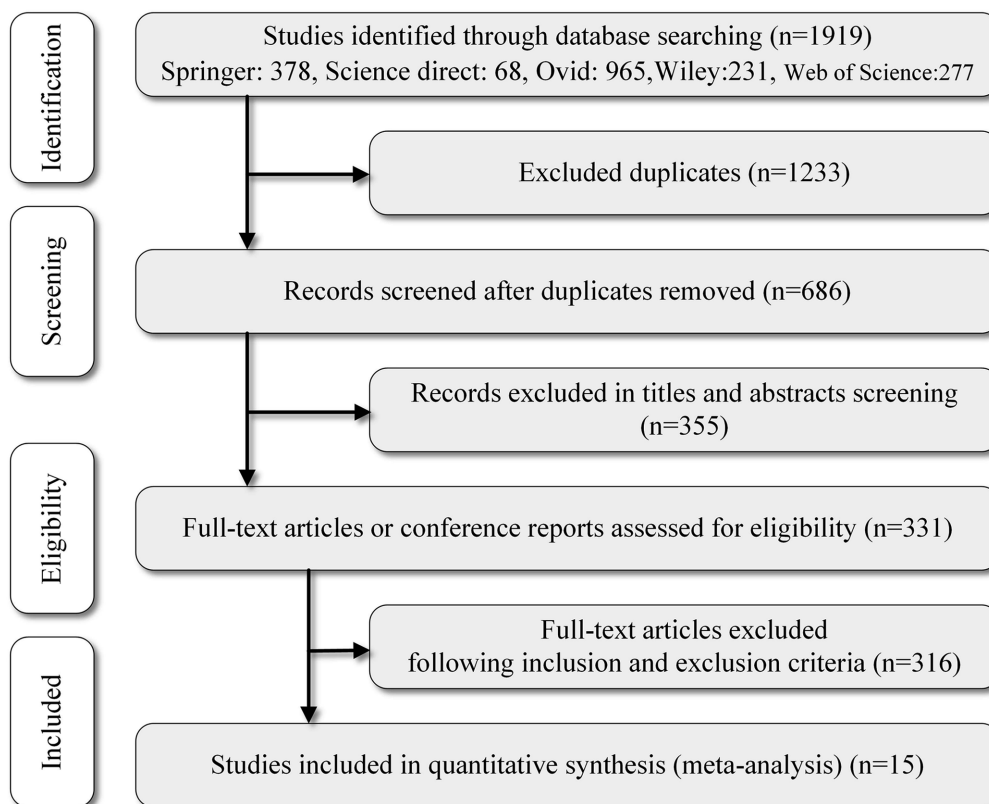 Identification
Studies identified through database searching (n=1919)
Springer: 378, Science direct: 68, Ovid: 965,Wiley:231, Web of Science:277
Excluded duplicates (n=1233)
Screening
Records screened after duplicates removed (n=686)
Records excluded in titles and abstracts screening
(n=355)
Eligibility
Full-text articles or conference reports assessed for eligibility (n=331)
Full-text articles excluded
following inclusion and exclusion criteria (n=316)
Included
Studies included in quantitative synthesis (meta-analysis) (n=15)